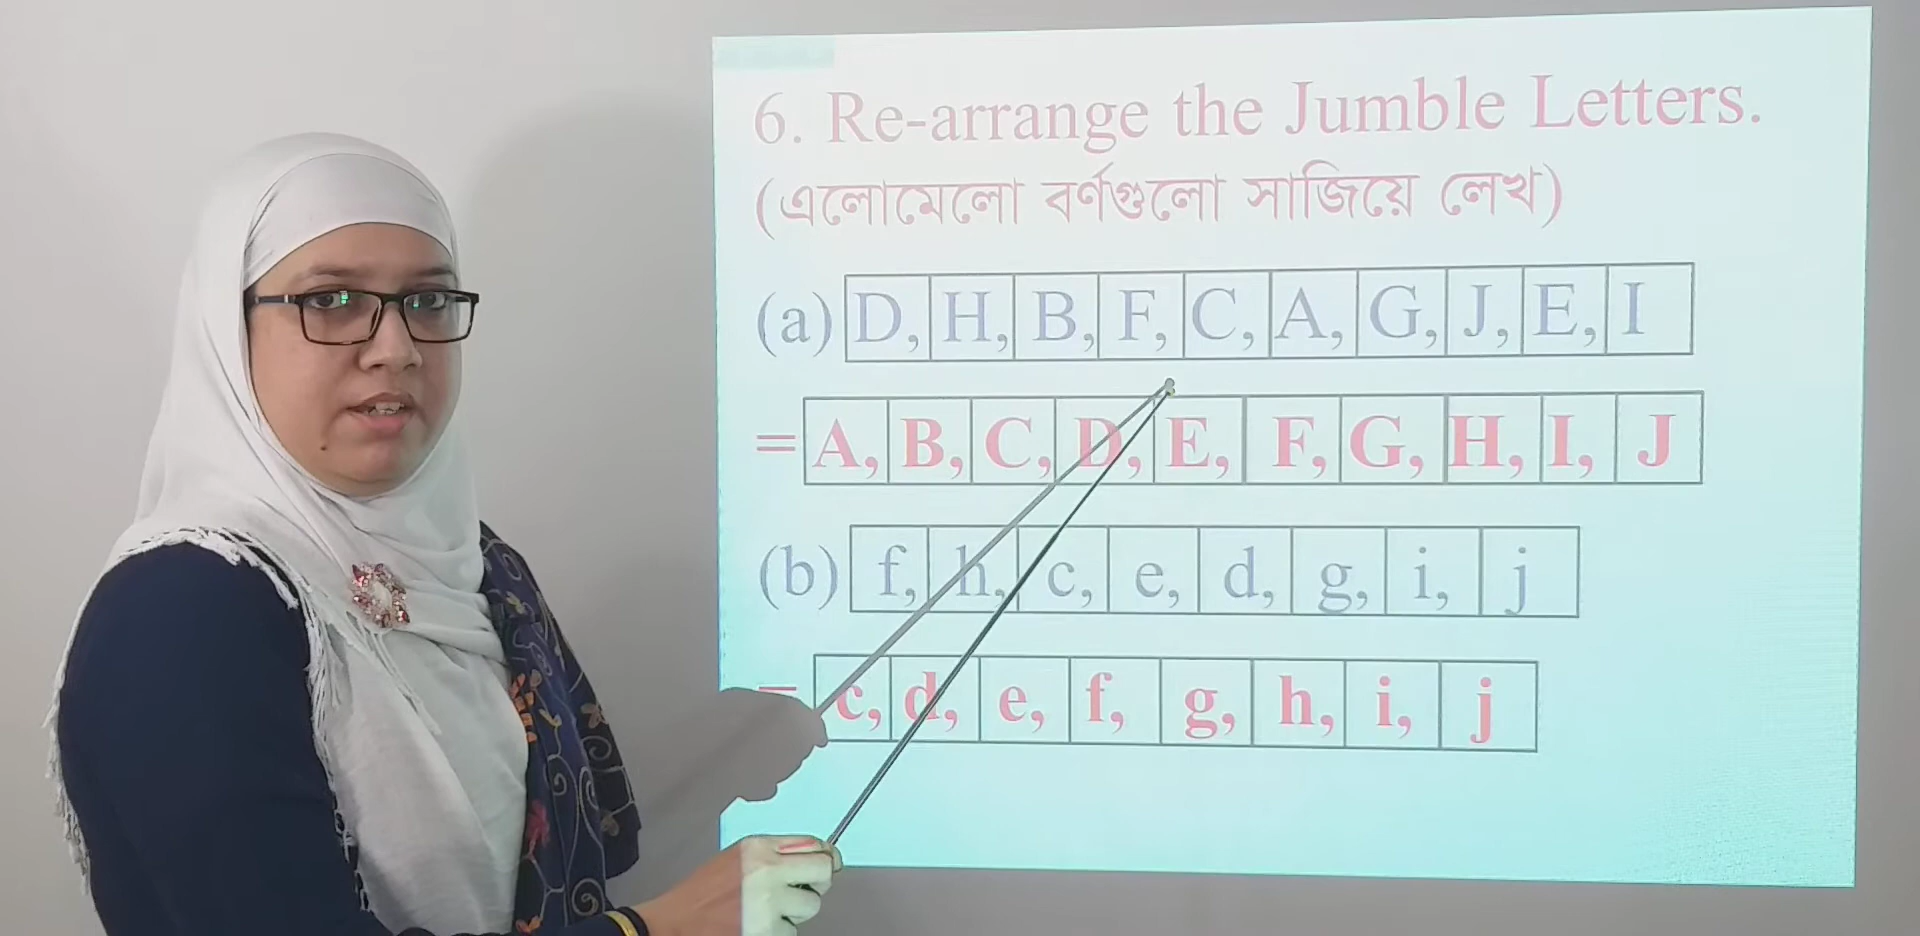 6. Re-arrange the Jumble Letters.
(এলোমেলো বর্ণগুলো সাজিয়ে লেখ)
(a) D, H, B, F, C, A, G, J, E, I
= A, B, C, D, E, F, G, H, I, J
(b) f, h, c, e, d, g, i, j
= c, d, e, f, g, h, i, j